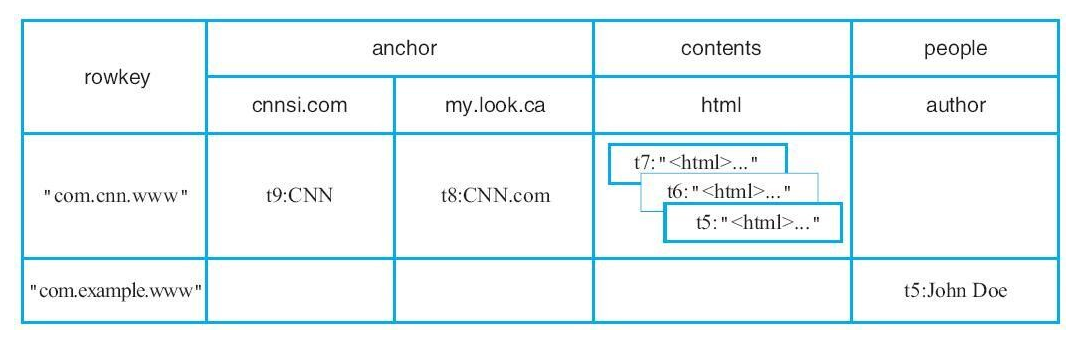 rowkey
anchor
contents
people
cnnsi.com
my.look.ca
html
author
"com.cnn.www"
t9:CNN
t8:CNN.com
t7:"<html>..."
t6:"<html>..."
t5:"<html>..."
"com.example.www"
t5:John Doe